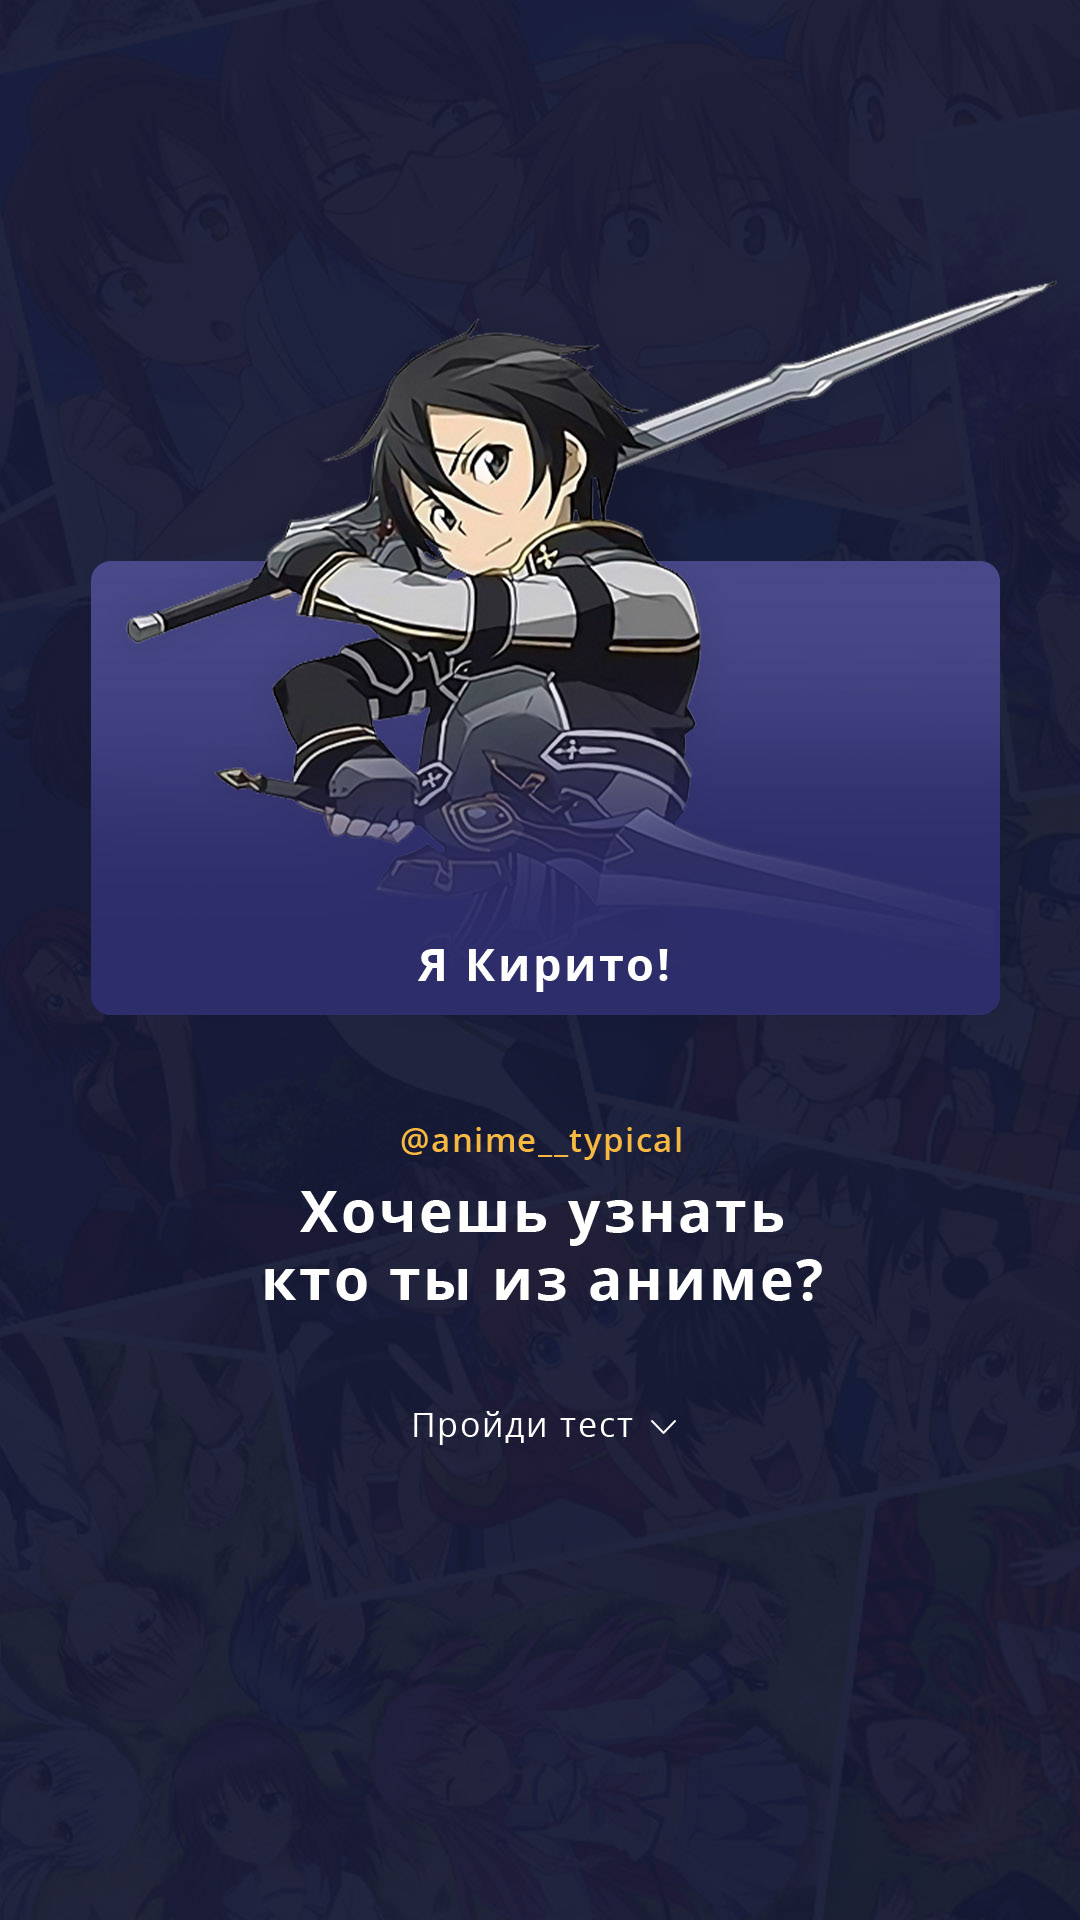 Я Кирито!
@anime__typical
Хочешь узнать
кто ты из аниме?
Пройди тест